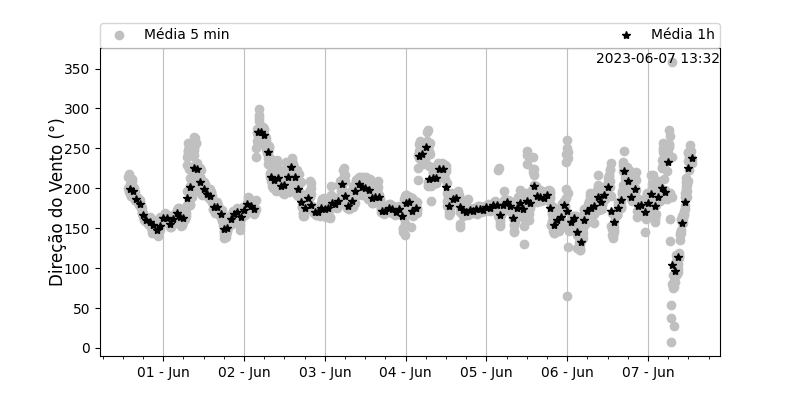 Média 5 min
Média 1h
2023-06-07 13:32
Direção do Vento (°)
350
300
250
200
150
100
50
0
01 - Jun
02 - Jun
03 - Jun
04 - Jun
05 - Jun
06 - Jun
07 - Jun